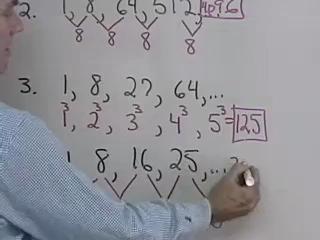 2. 1, 8, 64, 512, 4096
8 8 8 8
3. 1, 8, 27, 64, ...
1³, 2³, 3³, 4³, 5³ = 125
1, 8, 16, 25, ..., ?